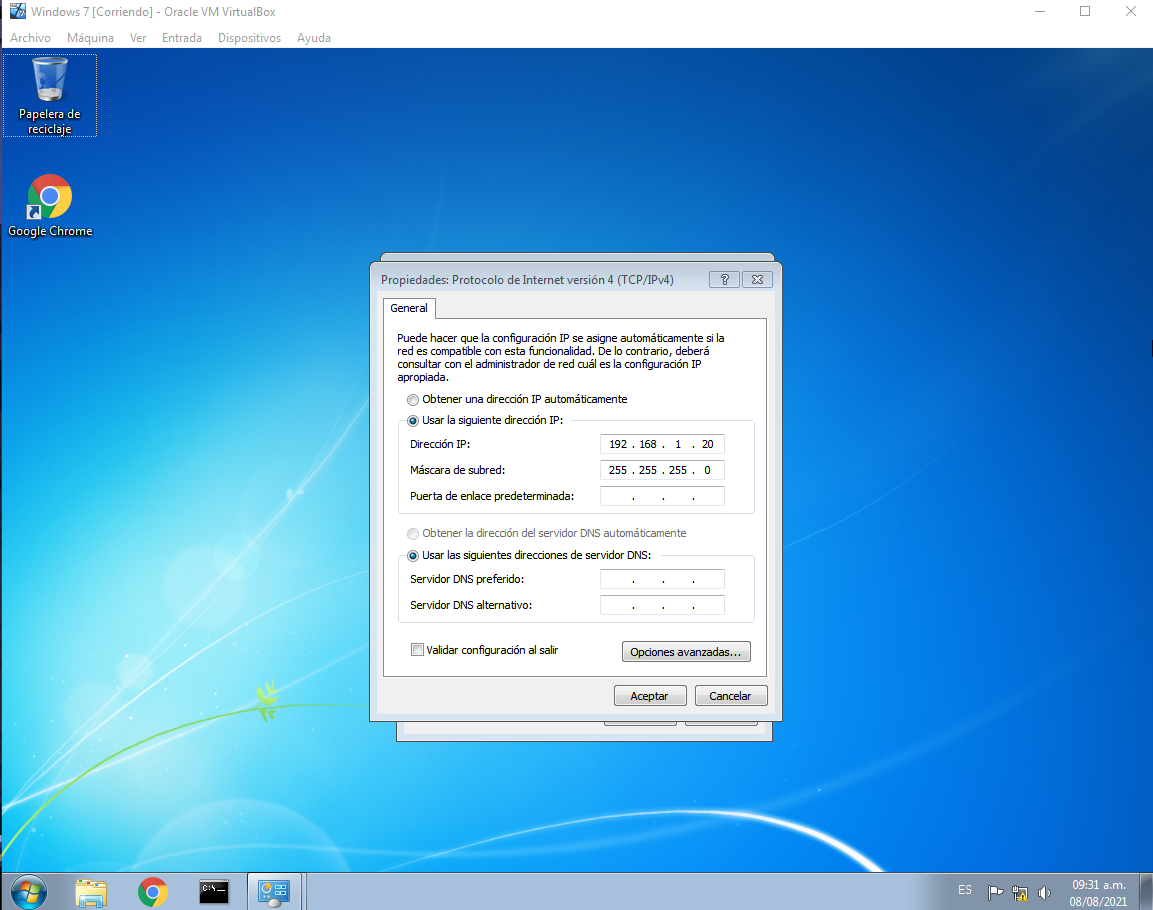 Windows 7 [Corriendo] - Oracle VM VirtualBox
Archivo Máquina Ver Entrada Dispositivos Ayuda
Papelera de
reciclaje
Google Chrome
Propiedades: Protocolo de Internet versión 4 (TCP/IPv4)
General
Puede hacer que la configuración IP se asigne automáticamente si la
red es compatible con esta funcionalidad. De lo contrario, deberá
consultar con el administrador de red cuál es la configuración IP
apropiada.
Obtener una dirección IP automáticamente
Usar la siguiente dirección IP:
Dirección IP: 192 . 168 . 1 . 20
Máscara de subred: 255 . 255 . 255 . 0
Puerta de enlace predeterminada: . . .
Obtener la dirección del servidor DNS automáticamente
Usar las siguientes direcciones de servidor DNS:
Servidor DNS preferido: . . .
Servidor DNS alternativo: . . .
Validar configuración al salir
Opciones avanzadas...
Aceptar Cancelar
C:\
ES
09:31 a.m.
08/08/2021